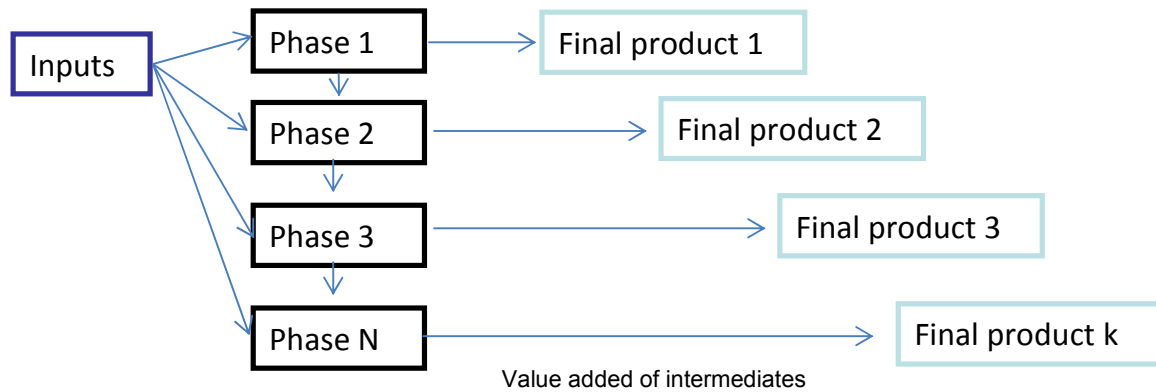 Inputs
Phase 1
Final product 1
Phase 2
Final product 2
Phase 3
Final product 3
Phase N
Final product k
Value added of intermediates